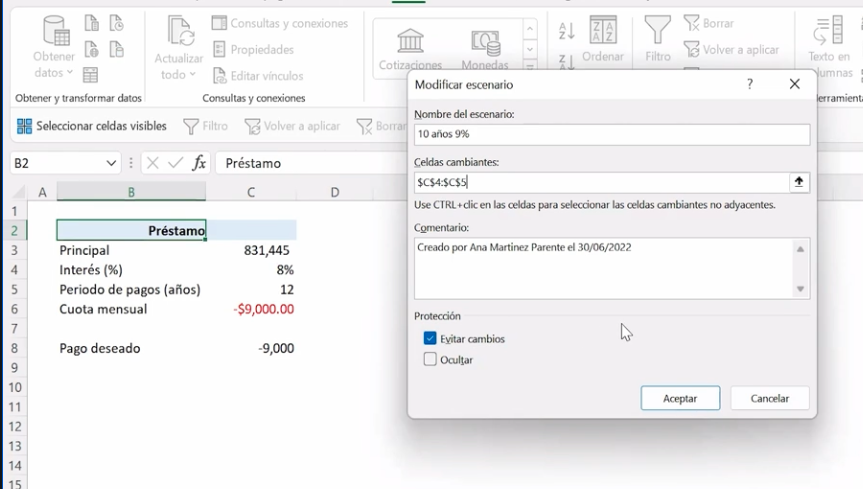 Obtener
datos
Actualizar
todo
Consultas y conexiones
Propiedades
Editar vínculos
Cotizaciones
Monedas
Ordenar
Filtro
Borrar
Volver a aplicar
Texto en
Obtener y transformar datos
Consultas y conexiones
Seleccionar celdas visibles
Filtro
Volver a aplicar
Borrar
B2
fx
Préstamo
A B C D
1
2 Préstamo
3 Principal 831,445
4 Interés (%) 8%
5 Periodo de pagos (años) 12
6 Cuota mensual -$9,000.00
7
8 Pago deseado -9,000
9
10
11
12
13
14
15
Modificar escenario
?
Nombre del escenario:
10 años 9%
Celdas cambiantes:
$C$4:$C$5
Use CTRL+clic en las celdas para seleccionar las celdas cambiantes no adyacentes.
Comentario:
Creado por Ana Martinez Parente el 30/06/2022
Protección
Evitar cambios
Ocultar
Aceptar
Cancelar